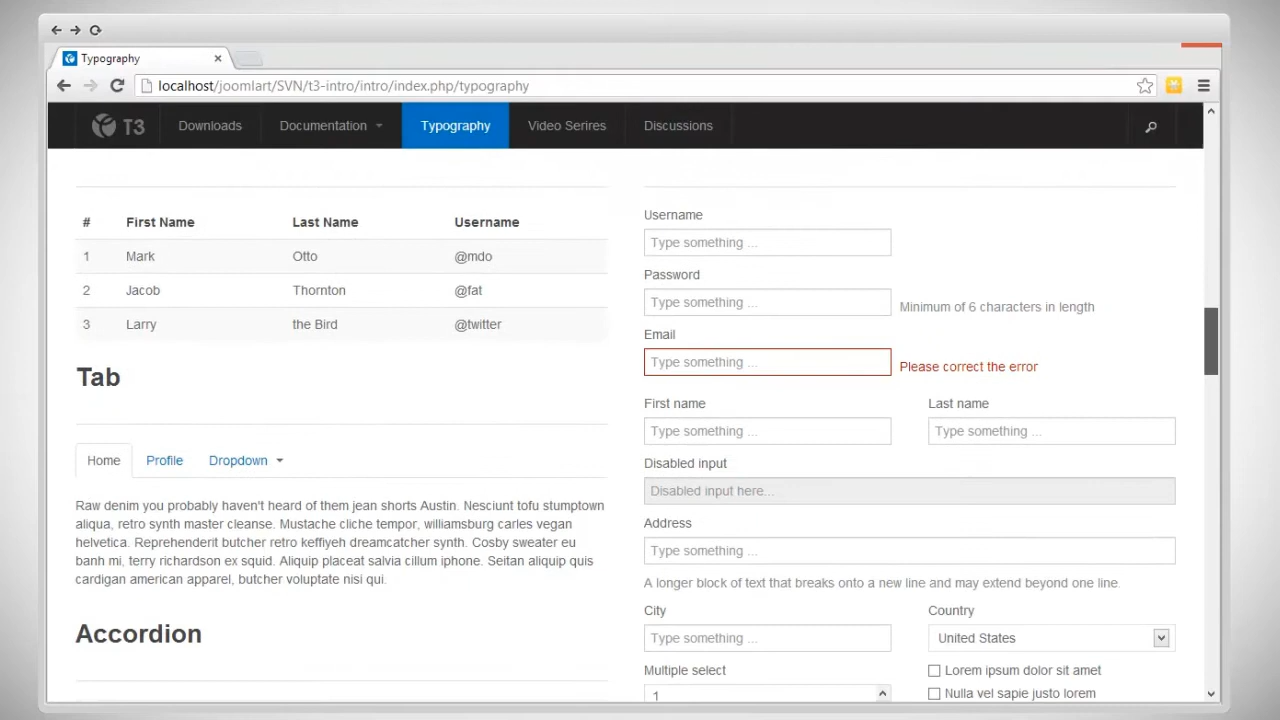 Typography
localhost/joomlart/SVN/t3-intro/intro/index.php/typography
T3 Downloads Documentation Typography Video Serires Discussions
# First Name Last Name Username
1 Mark Otto @mdo
2 Jacob Thornton @fat
3 Larry the Bird @twitter
Tab
Home Profile Dropdown
Raw denim you probably haven't heard of them jean shorts Austin. Nesciunt tofu stumptown
aliqua, retro synth master cleanse. Mustache cliche tempor, williamsburg carles vegan
helvetica. Reprehenderit butcher retro keffiyeh dreamcatcher synth. Cosby sweater eu
banh mi, terry richardson ex squid. Aliquip placeat salvia cillum iphone. Seitan aliquip quis
cardigan american apparel, butcher voluptate nisi qui.
Accordion
Username
Type something ...
Password
Type something ... Minimum of 6 characters in length
Email
Type something ... Please correct the error
First name Last name
Type something ... Type something ...
Disabled input
Disabled input here...
Address
Type something ...
A longer block of text that breaks onto a new line and may extend beyond one line.
City Country
Type something ... United States
Multiple select Lorem ipsum dolor sit amet
1 Nulla vel sapie justo lorem